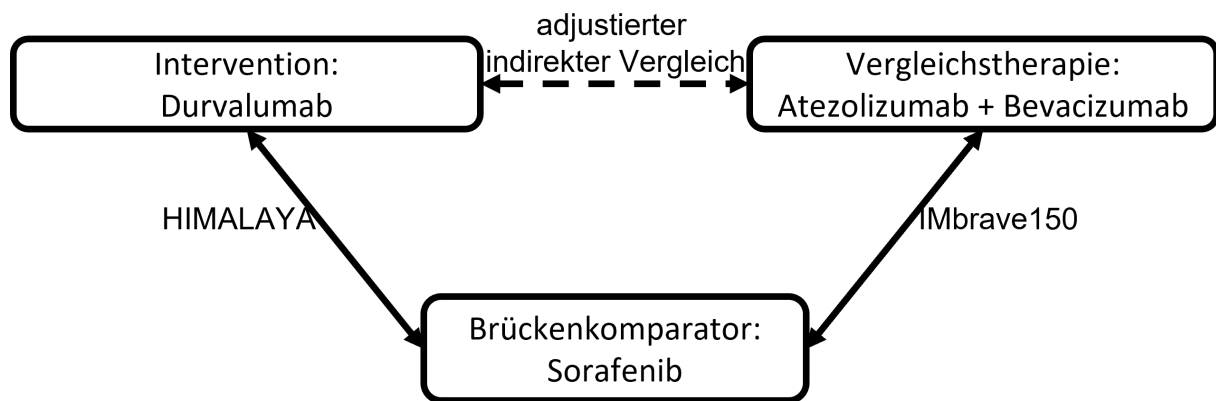 adjustierter
indirekter Vergleich
Intervention:
Durvalumab
Vergleichstherapie:
Atezolizumab + Bevacizumab
HIMALAYA
IMbrave150
Brückenkomparator:
Sorafenib